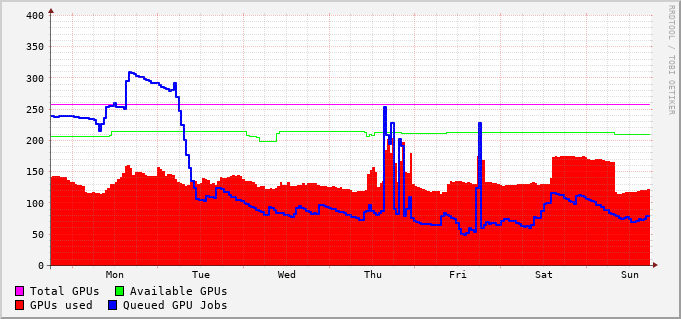 400
350
300
250
200
150
100
50
0
Mon Tue Wed Thu Fri Sat Sun
Total GPUs Available GPUs
GPUs used Queued GPU Jobs
RRDTOOL / TOBI OETIKER